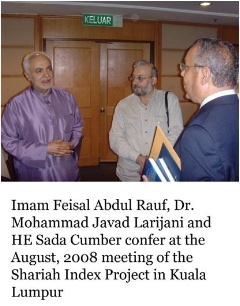 KELUAR
Imam Feisal Abdul Rauf, Dr.
Mohammad Javad Larijani and
HE Sada Cumber confer at the
August, 2008 meeting of the
Shariah Index Project in Kuala
Lumpur